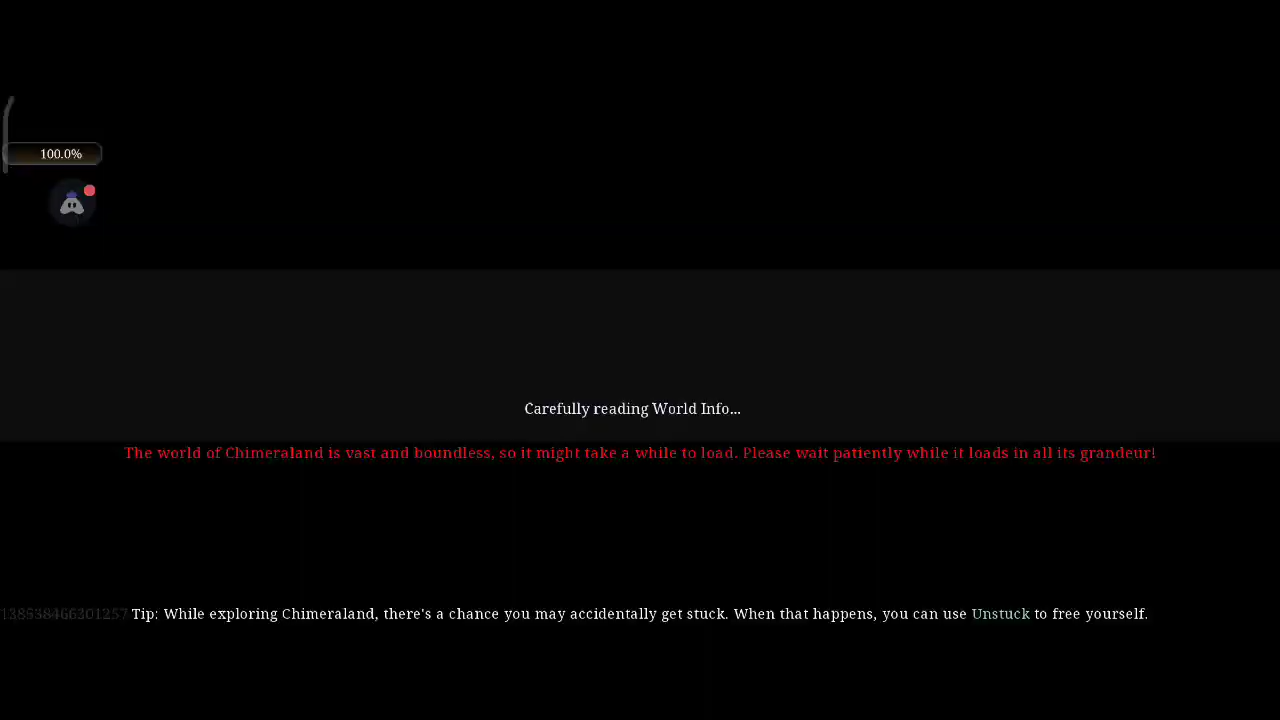 100.0%
Carefully reading World Info...
The world of Chimeraland is vast and boundless, so it might take a while to load. Please wait patiently while it loads in all its grandeur!
Tip: While exploring Chimeraland, there's a chance you may accidentally get stuck. When that happens, you can use Unstuck to free yourself.